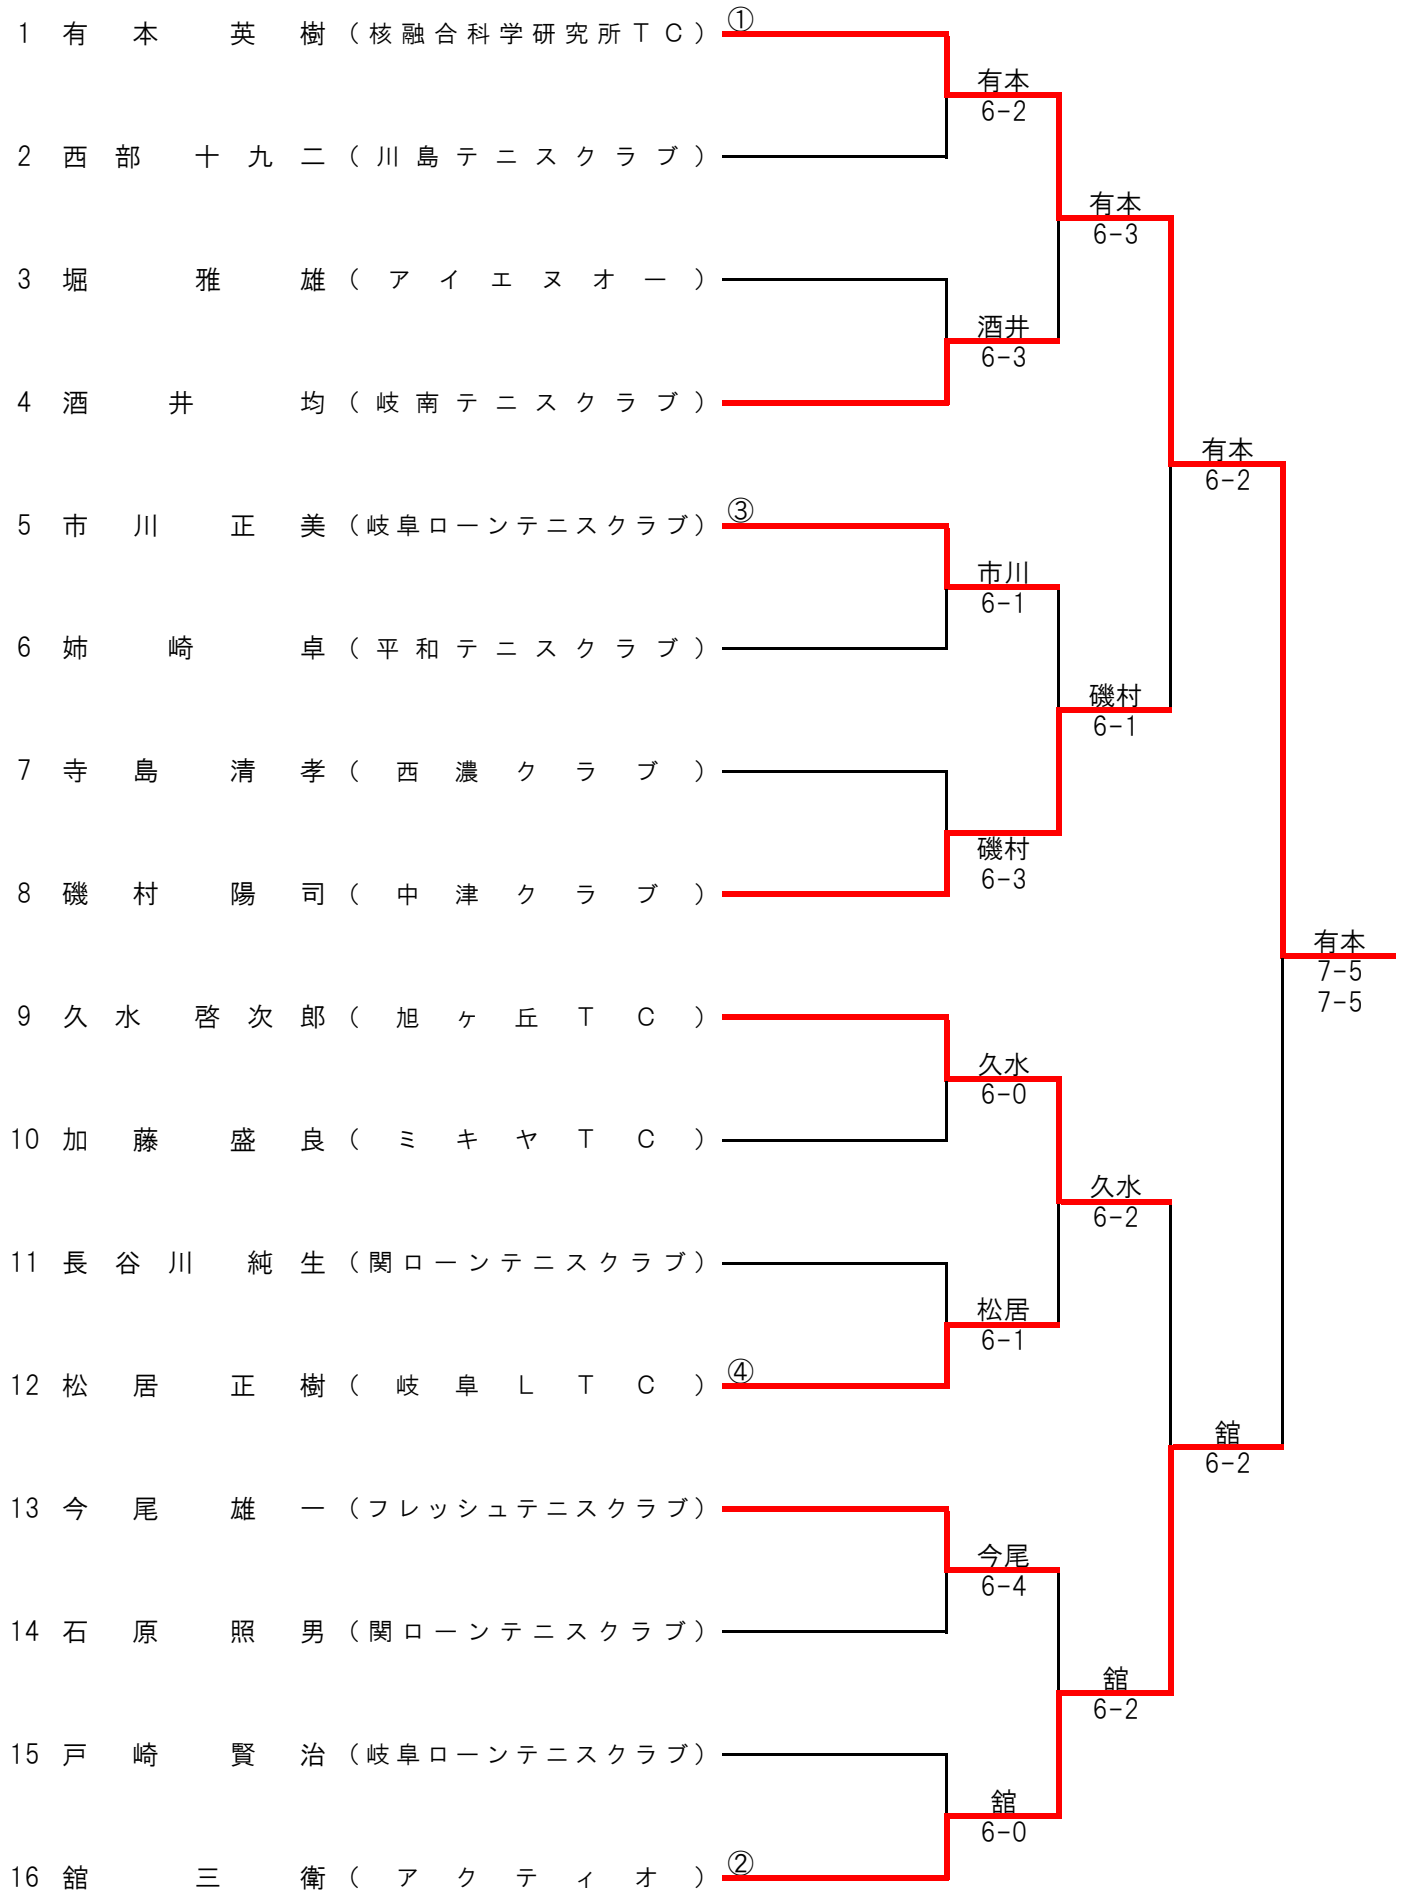 1 有本 英樹 (核融合科学研究所TC) ①
有本
6-2
2 西部 十九二 (川島テニスクラブ)
有本
6-3
3 堀 雅雄 (アイエヌオー)
酒井
6-3
4 酒井 均 (岐南テニスクラブ)
有本
6-2
5 市川 正美 (岐阜ローンテニスクラブ) ③
市川
6-1
6 姉崎 卓 (平和テニスクラブ)
磯村
6-1
7 寺島 清孝 (西濃クラブ)
磯村
6-3
8 磯村 陽司 (中津クラブ)
有本
7-5
7-5
9 久水 啓次郎 (旭ヶ丘TC)
久水
6-0
10 加藤 盛良 (ミキヤTC)
久水
6-2
11 長谷川 純生 (関ローンテニスクラブ)
松居
6-1
12 松居 正樹 (岐阜LTC) ④
舘
6-2
13 今尾 雄一 (フレッシュテニスクラブ)
今尾
6-4
14 石原 照男 (関ローンテニスクラブ)
舘
6-2
15 戸崎 賢治 (岐阜ローンテニスクラブ)
舘
6-0
16 舘 三衛 (アクティオ) ②